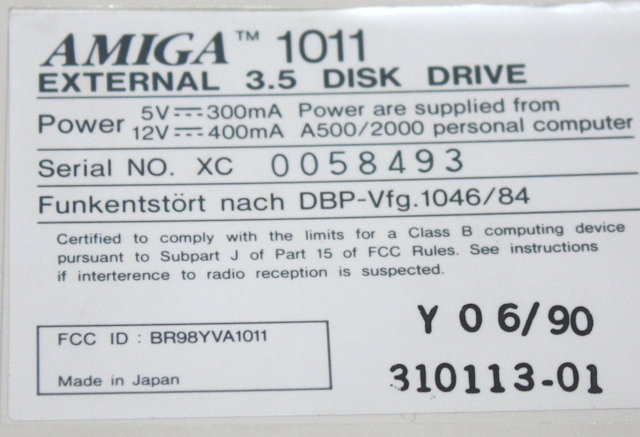 AMIGA™ 1011
EXTERNAL 3.5 DISK DRIVE
Power 5V⎓300mA Power are supplied from
12V⎓400mA A500/2000 personal computer
Serial NO. XC 0058493
Funkentstört nach DBP-Vfg.1046/84
Certified to comply with the limits for a Class B computing device
pursuant to Subpart J of Part 15 of FCC Rules. See instructions
if interterence to radio reception is suspected.
Y 06/90
FCC ID : BR98YVA1011
310113-01
Made in Japan